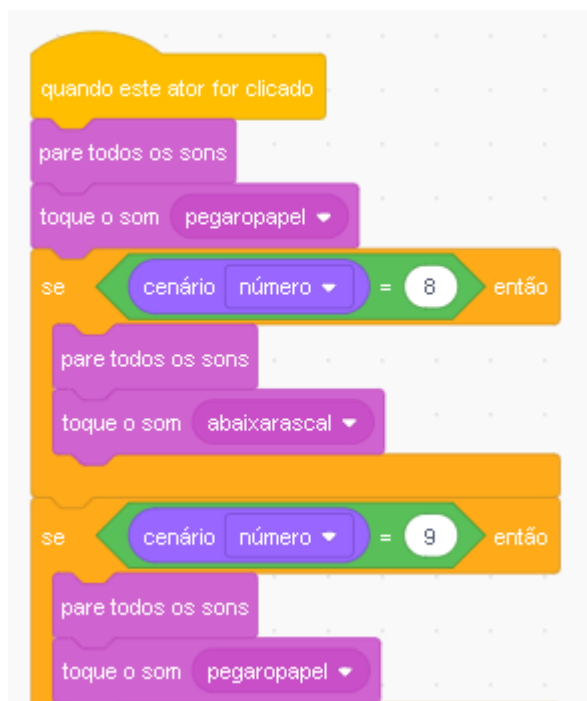 quando este ator for clicado
pare todos os sons
toque o som pegaropapel
se cenário número = 8 então
pare todos os sons
toque o som abaixarascal
se cenário número = 9 então
pare todos os sons
toque o som pegaropapel